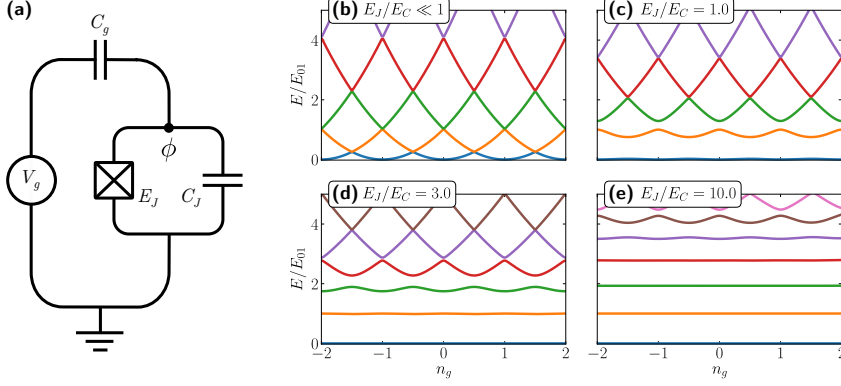 (a)
C_g
V_g
ϕ
E_J
C_J
(b) E_J/E_C ≪ 1
(c) E_J/E_C = 1.0
E/E_01
4
2
0
(d) E_J/E_C = 3.0
(e) E_J/E_C = 10.0
E/E_01
4
2
0
−2 −1 0 1 2
−2 −1 0 1 2
n_g
n_g